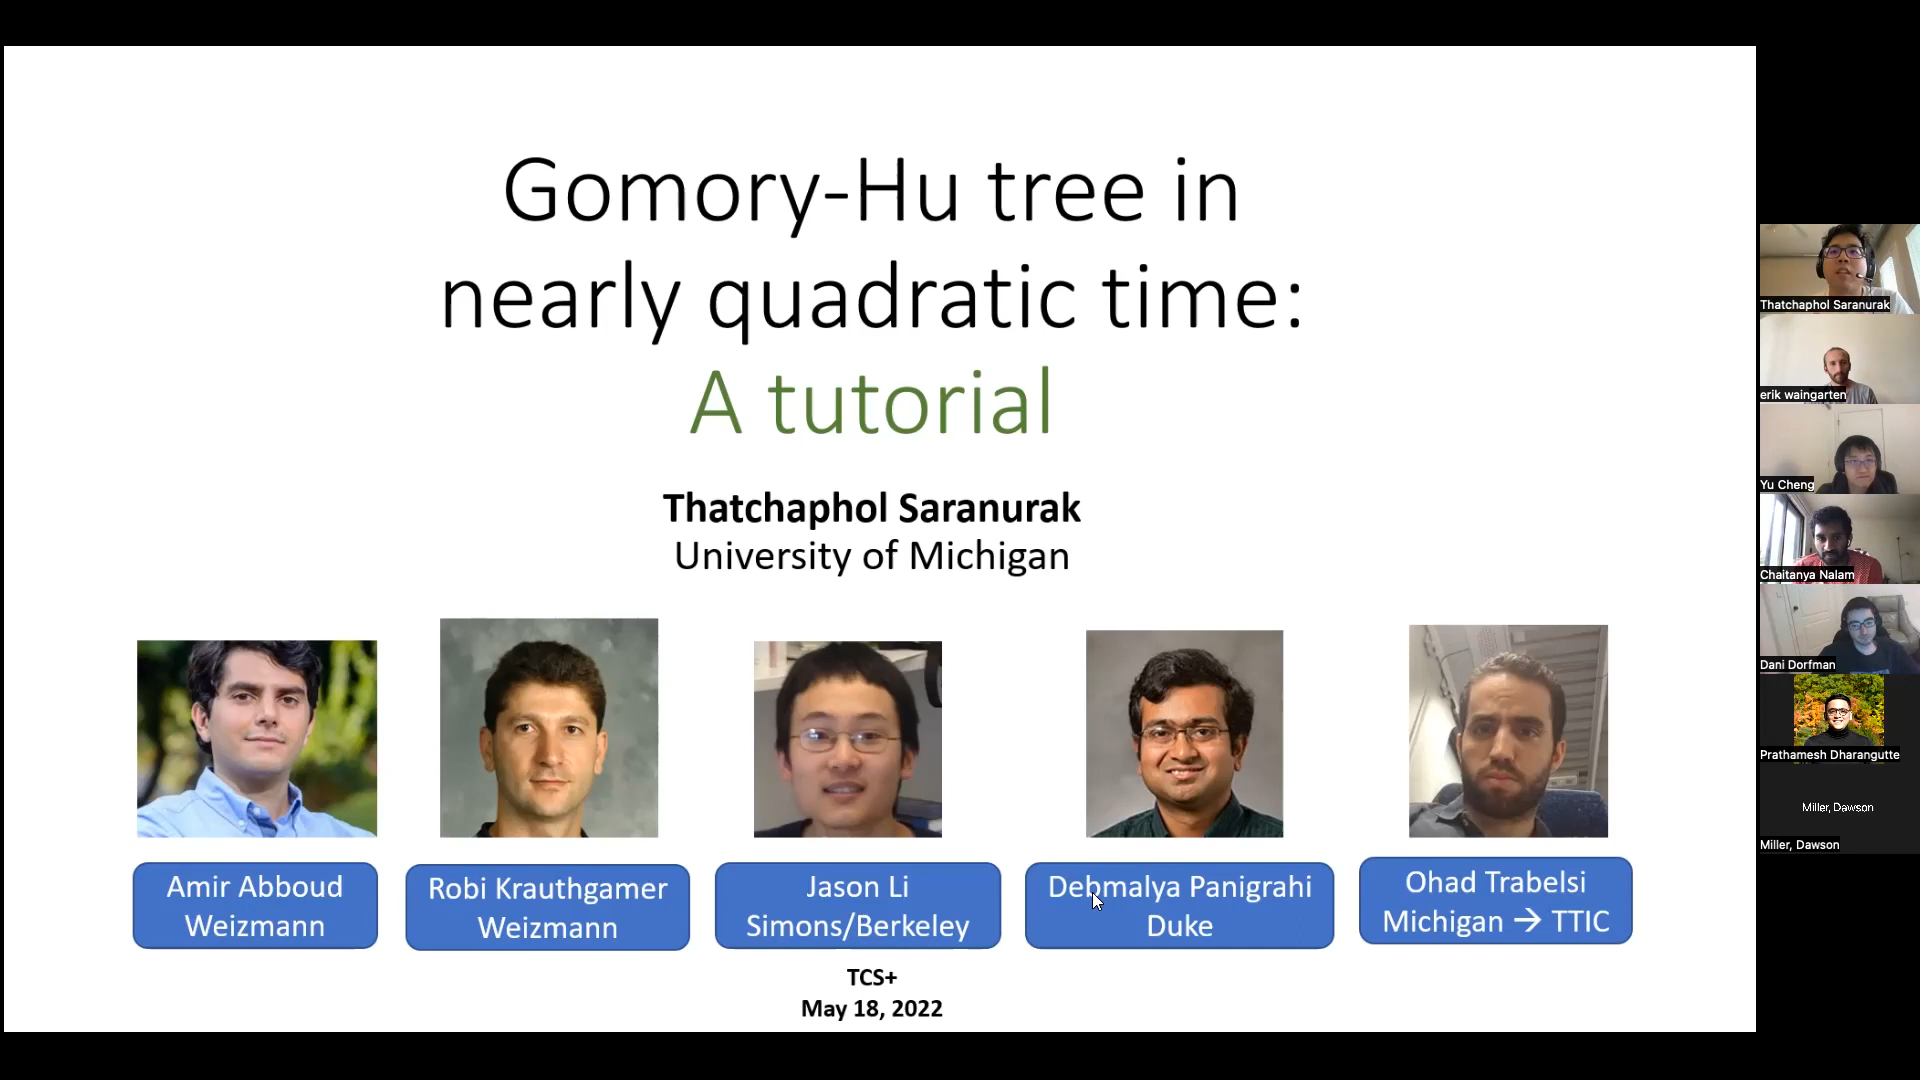 Gomory-Hu tree in
nearly quadratic time:
A tutorial
Thatchaphol Saranurak
University of Michigan
Amir Abboud
Weizmann
Robi Krauthgamer
Weizmann
Jason Li
Simons/Berkeley
Debmalya Panigrahi
Duke
Ohad Trabelsi
Michigan → TTIC
TCS+
May 18, 2022
Thatchaphol Saranurak
erik waingarten
Yu Cheng
Chaitanya Nalam
Dani Dorfman
Prathamesh Dharangutte
Miller, Dawson
Miller, Dawson